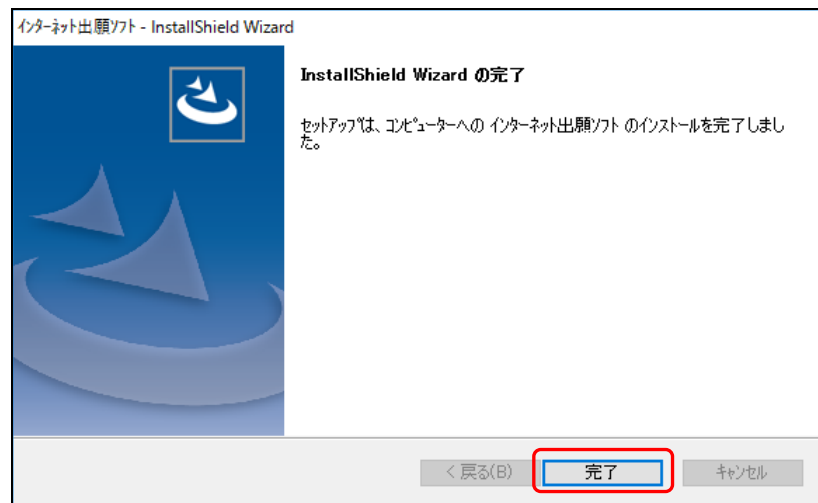 インターネット出願ソフト - InstallShield Wizard
InstallShield Wizard の完了
セットアップは、コンピューターへの インターネット出願ソフト のインストールを完了しまし
た。
< 戻る(B)
完了
キャンセル